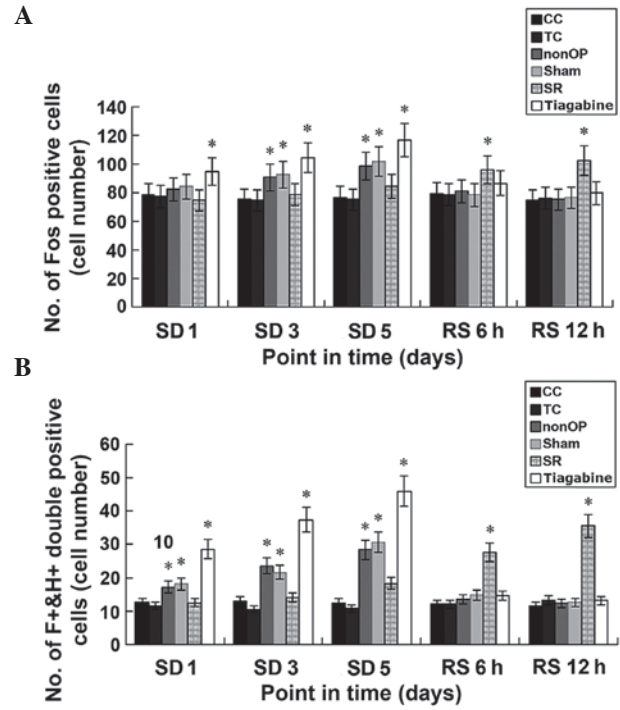 A
CC
TC
nonOP
Sham
SR
Tiagabine
No. of Fos positive cells
(cell number)
140
120
100
80
60
40
20
0
* * * * * * * *
SD 1 SD 3 SD 5 RS 6 h RS 12 h
Point in time (days)
B
CC
TC
nonOP
Sham
SR
Tiagabine
No. of F+&H+ double positive
cells (cell number)
60
50
40
30
20
10
0
10
* * * * * * * * * * *
SD 1 SD 3 SD 5 RS 6 h RS 12 h
Point in time (days)